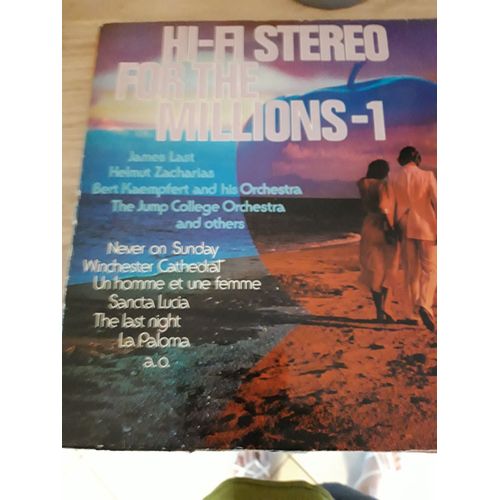 HI-FI STEREO
FOR THE
MILLIONS-1
James Last
Helmut Zacharias
Bert Kaempfert and his Orchestra
The Jump College Orchestra
and others
Never on Sunday
Winchester Cathedral
Un homme et une femme
Sancta Lucia
The last night
La Paloma
a.o.